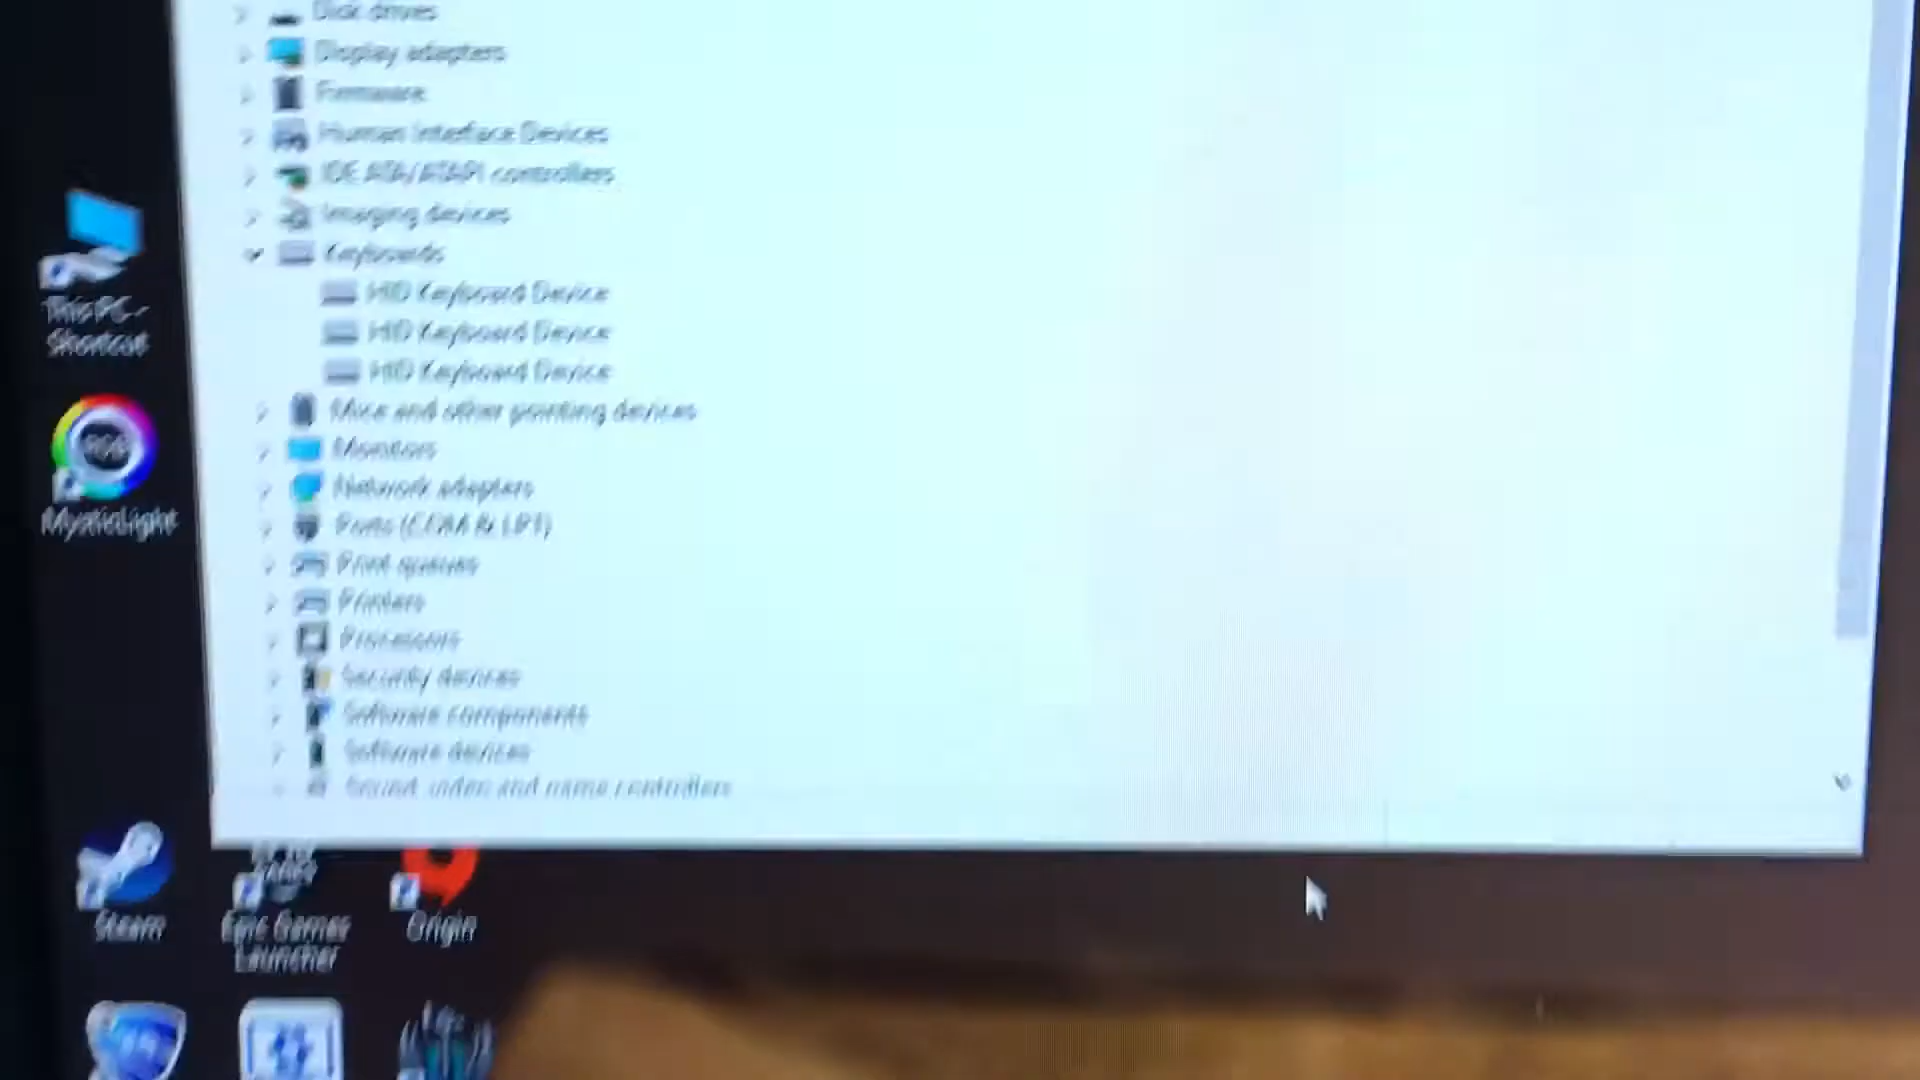 Disk drives
Display adapters
Firmware
Human Interface Devices
IDE ATA/ATAPI controllers
Imaging devices
Keyboards
HID Keyboard Device
HID Keyboard Device
HID Keyboard Device
Mice and other pointing devices
Monitors
Network adapters
Ports (COM & LPT)
Print queues
Printers
Processors
Security devices
Software components
Software devices
Sound, video and game controllers
This PC -
Shortcut
RGB
MysticLight
Steam
Epic Games
Launcher
Origin